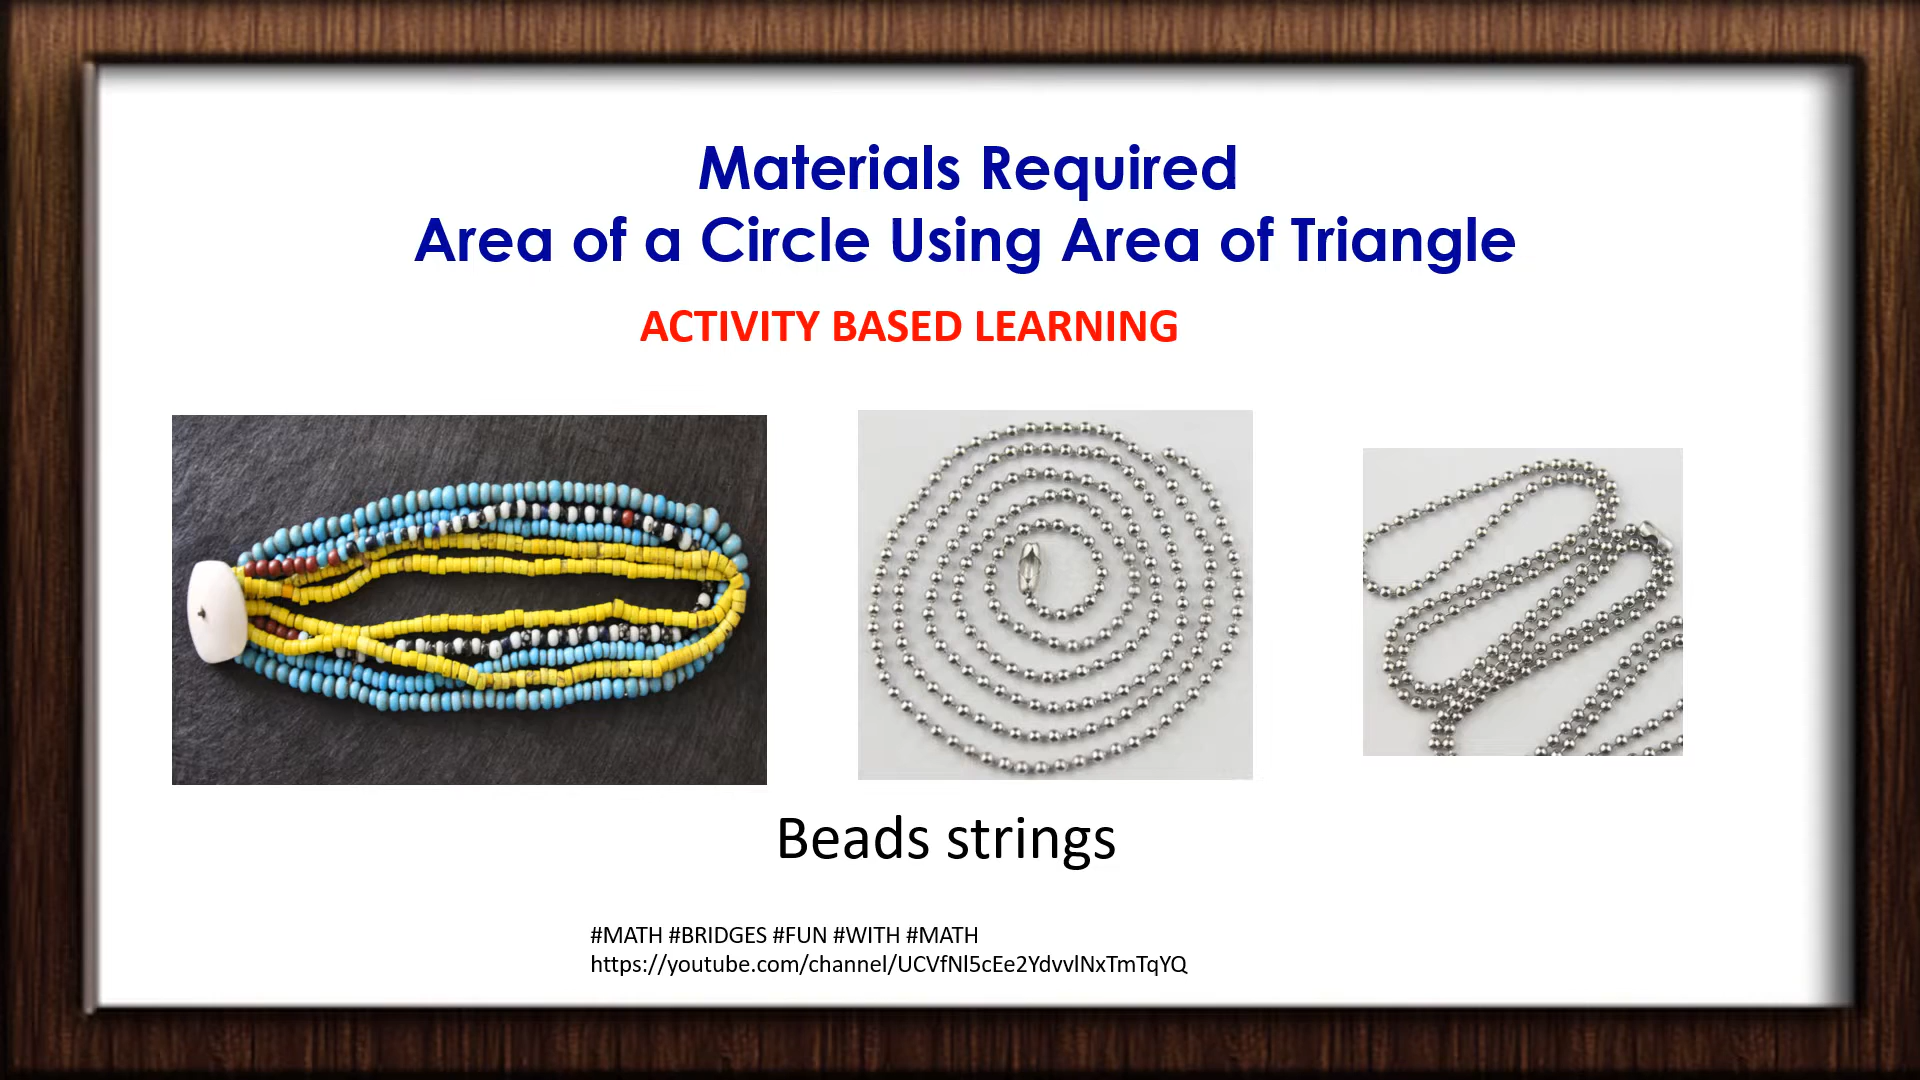 Materials Required
Area of a Circle Using Area of Triangle
ACTIVITY BASED LEARNING
Beads strings
#MATH #BRIDGES #FUN #WITH #MATH
https://youtube.com/channel/UCVfNl5cEe2YdvvlNxTmTqYQ